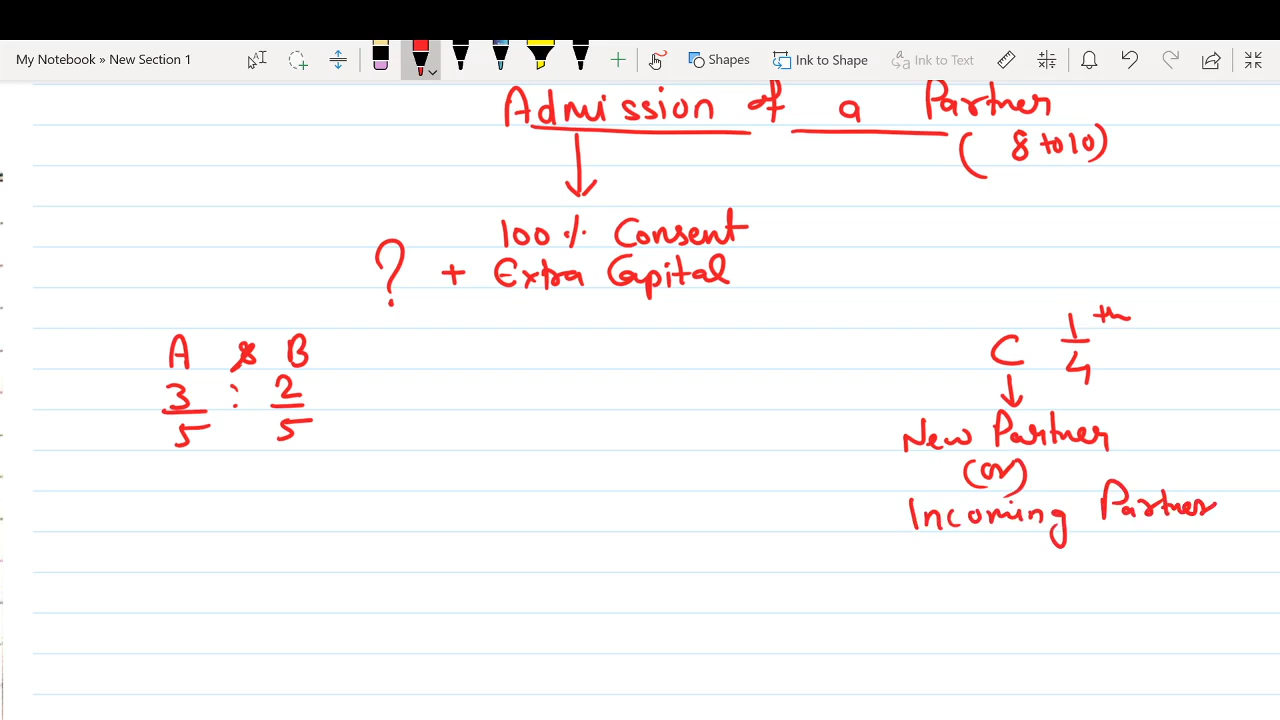 My Notebook » New Section 1
Shapes
Ink to Shape
Ink to Text
Admission of a Partner
(8 to 10)
100 % Consent
? + Extra Capital
A & B
3/5 : 2/5
C 1/4 th
New Partner
(or)
Incoming Partner